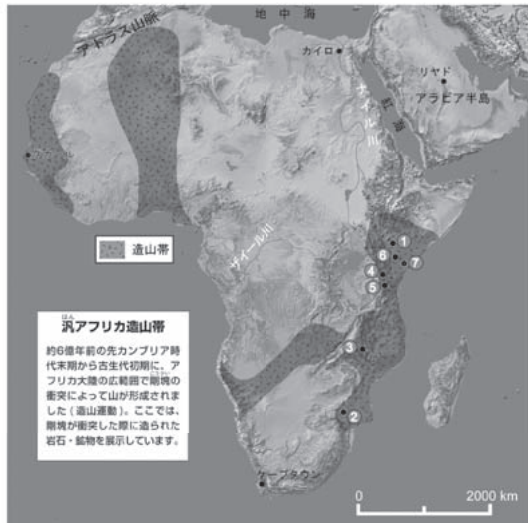 地中海
アトラス山脈
カイロ
リヤド
アラビア半島
ナイル川
紅海
ザイール川
造山帯
1
6
7
4
5
3
2
はん
汎アフリカ造山帯
約6億年前の先カンブリア時
代末期から古生代初期に、ア
フリカ大陸の広範囲で剛塊の
衝突によって山が形成されま
した(造山運動)。ここでは、
剛塊が衝突した際に造られた
岩石・鉱物を展示しています。
ケープタウン
0 2000 km